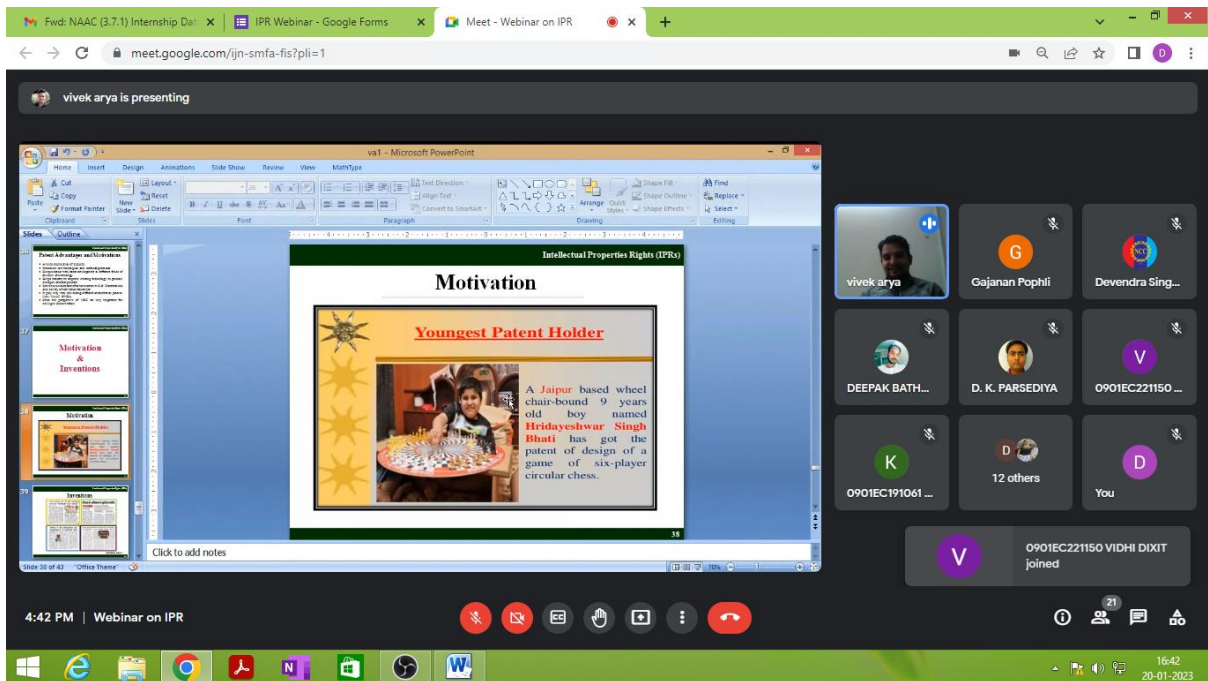 Fwd: NAAC (3.7.1) Internship Dat
IPR Webinar - Google Forms
Meet - Webinar on IPR
meet.google.com/ijn-smfa-fis?pli=1
D
vivek arya is presenting
va1 - Microsoft PowerPoint
Home Insert Design Animations Slide Show Review View MathType
Paste
Cut
Copy
Format Painter
Clipboard
New Slide
Layout
Reset
Delete
Slides
Font
Text Direction
Align Text
Convert to SmartArt
Paragraph
Arrange
Quick Styles
Shape Fill
Shape Outline
Shape Effects
Drawing
Find
Replace
Select
Editing
Slides Outline
Patent Advantages and Motivations
37
Motivation
&
Inventions
38
Motivation
Youngest Patent Holder
39
Inventions
Intellectual Properties Rights (IPRs)
Motivation
Youngest Patent Holder
A Jaipur based wheel
chair-bound 9 years
old boy named
Hridayeshwar Singh
Bhati has got the
patent of design of a
game of six-player
circular chess.
38
Click to add notes
Slide 38 of 43 "Office Theme"
70%
vivek arya
G
Gajanan Pophli
NCC
Devendra Sing...
DEEPAK BATH...
D. K. PARSEDIYA
V
0901EC221150 ...
K
0901EC191061 ...
D
12 others
D
You
V
0901EC221150 VIDHI DIXIT
joined
4:42 PM | Webinar on IPR
CC
21
16:42
20-01-2023